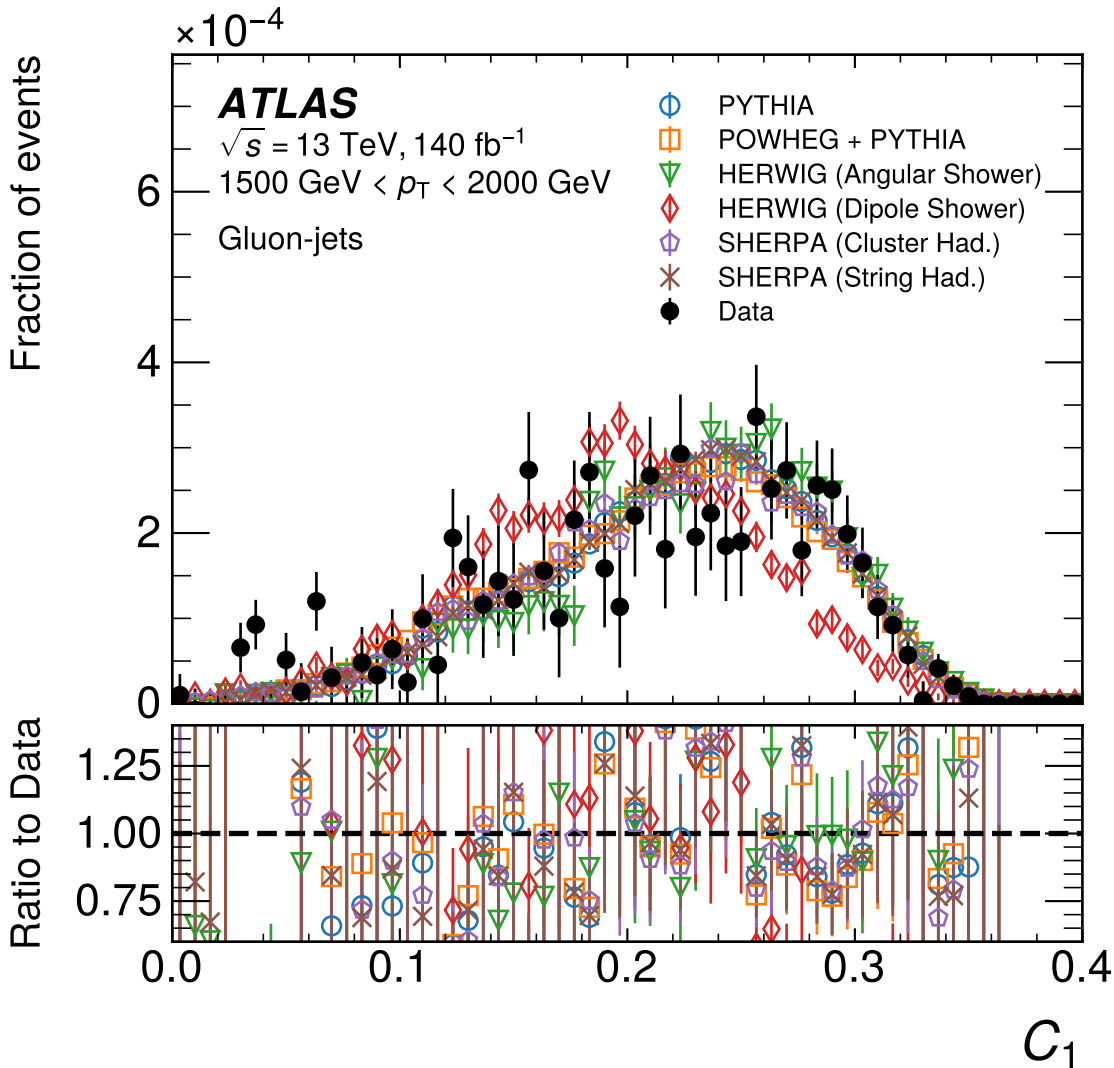 ×10⁻⁴
Fraction of events
6
4
2
0
ATLAS
√s = 13 TeV, 140 fb⁻¹
1500 GeV < pT < 2000 GeV
Gluon-jets
PYTHIA
POWHEG + PYTHIA
HERWIG (Angular Shower)
HERWIG (Dipole Shower)
SHERPA (Cluster Had.)
SHERPA (String Had.)
Data
Ratio to Data
1.25
1.00
0.75
0.0 0.1 0.2 0.3 0.4
C₁